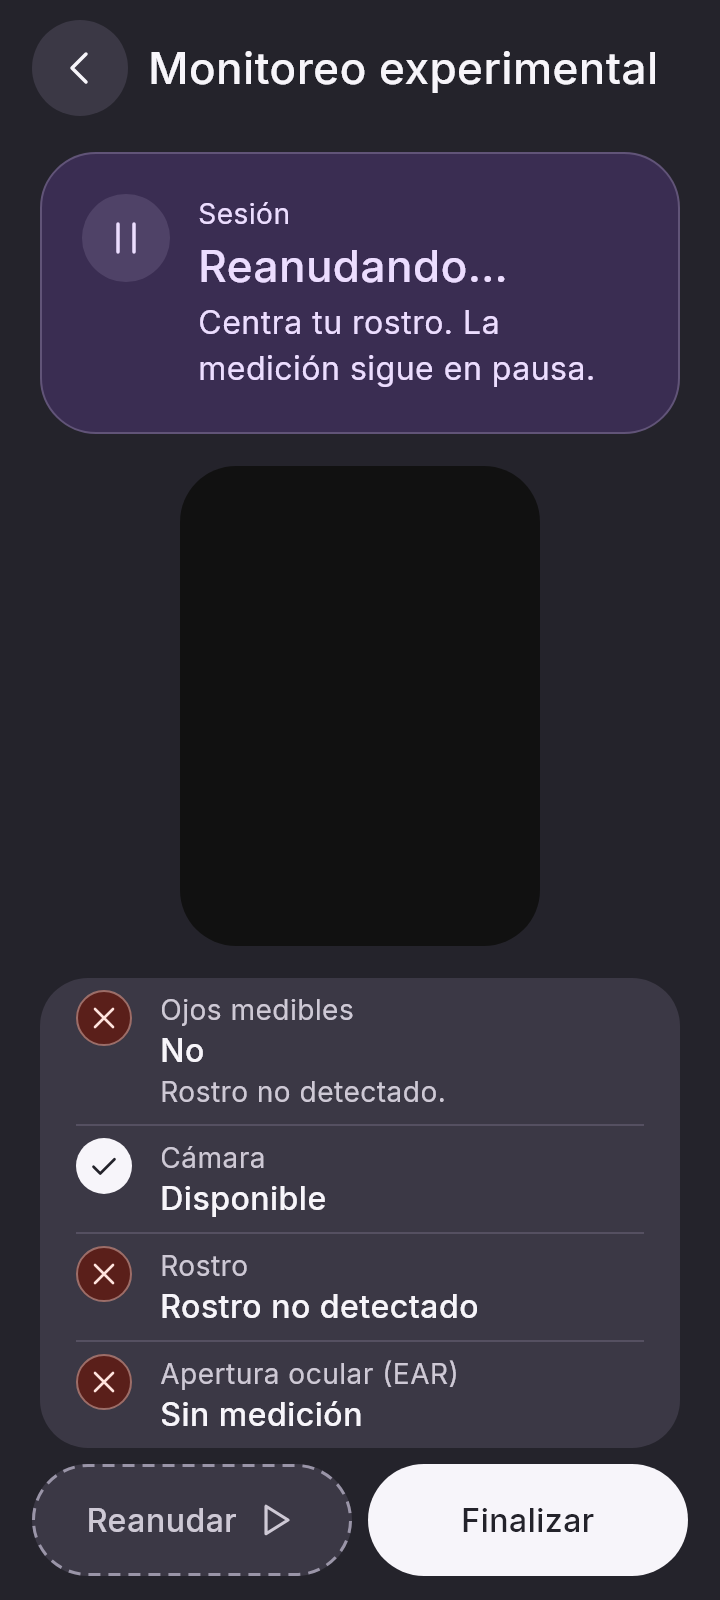 Monitoreo experimental
Sesión
Reanudando...
Centra tu rostro. La
medición sigue en pausa.
Ojos medibles
No
Rostro no detectado.
Cámara
Disponible
Rostro
Rostro no detectado
Apertura ocular (EAR)
Sin medición
Reanudar
Finalizar